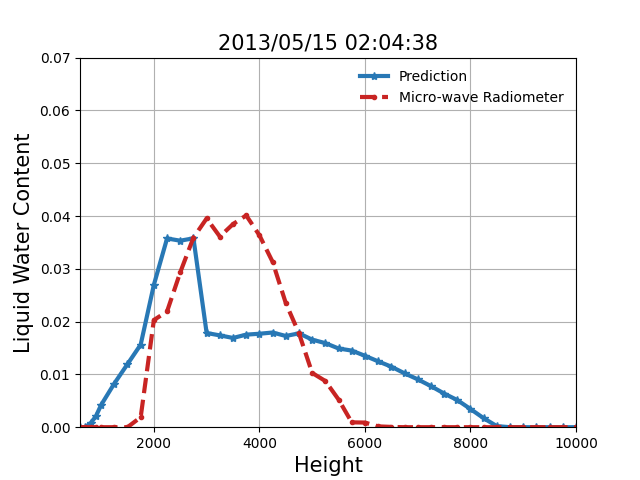 2013/05/15 02:04:38
Prediction
Micro-wave Radiometer
Liquid Water Content
0.07
0.06
0.05
0.04
0.03
0.02
0.01
0.00
2000 4000 6000 8000 10000
Height